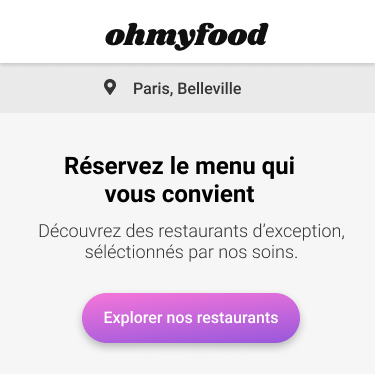 ohmyfood
Paris, Belleville
Réservez le menu qui
vous convient
Découvrez des restaurants d’exception,
séléctionnés par nos soins.
Explorer nos restaurants